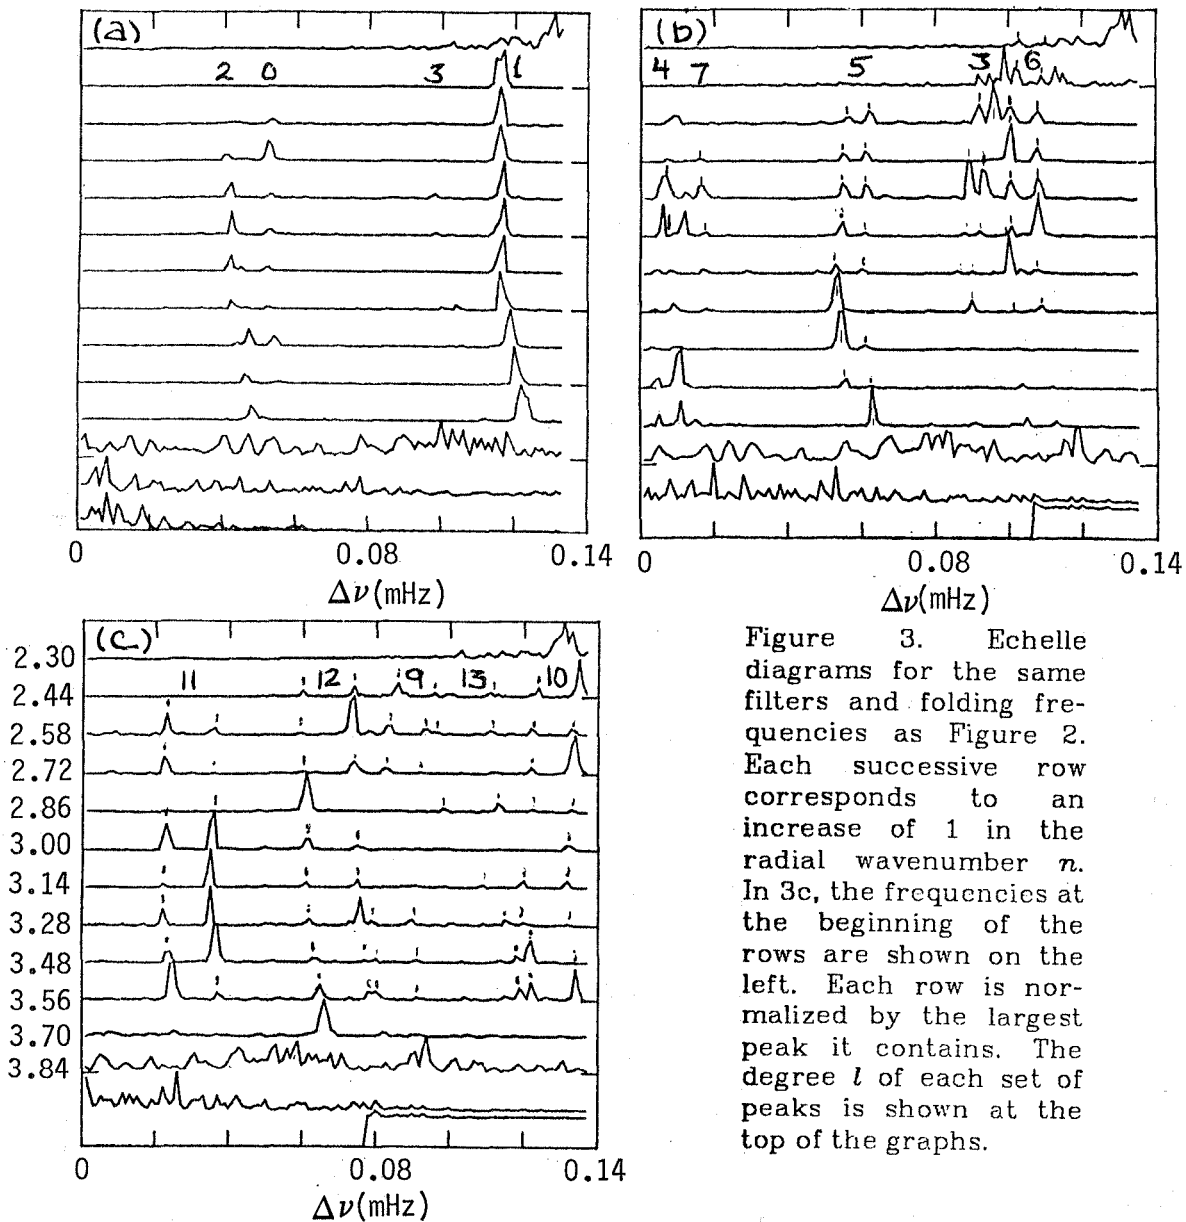 (a)
2 0 3 1
0 0.08 0.14
Δν(mHz)
(b)
4 7 5 3 6
0 0.08 0.14
Δν(mHz)
(c)
11 12 9 13 10
2.30
2.44
2.58
2.72
2.86
3.00
3.14
3.28
3.48
3.56
3.70
3.84
0 0.08 0.14
Δν(mHz)
Figure 3. Echelle
diagrams for the same
filters and folding fre-
quencies as Figure 2.
Each successive row
corresponds to an
increase of 1 in the
radial wavenumber n.
In 3c, the frequencies at
the beginning of the
rows are shown on the
left. Each row is nor-
malized by the largest
peak it contains. The
degree l of each set of
peaks is shown at the
top of the graphs.